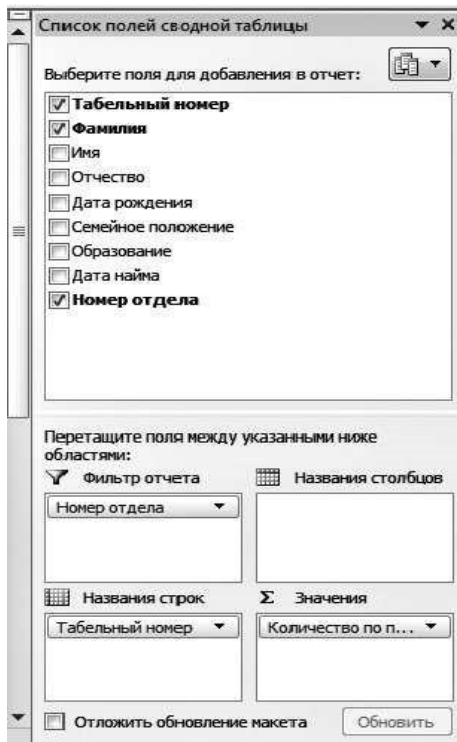 Список полей сводной таблицы
Выберите поля для добавления в отчет:
Табельный номер
Фамилия
Имя
Отчество
Дата рождения
Семейное положение
Образование
Дата найма
Номер отдела
Перетащите поля между указанными ниже
областями:
Фильтр отчета
Названия столбцов
Номер отдела
Названия строк
Σ Значения
Табельный номер
Количество по п...
Отложить обновление макета
Обновить